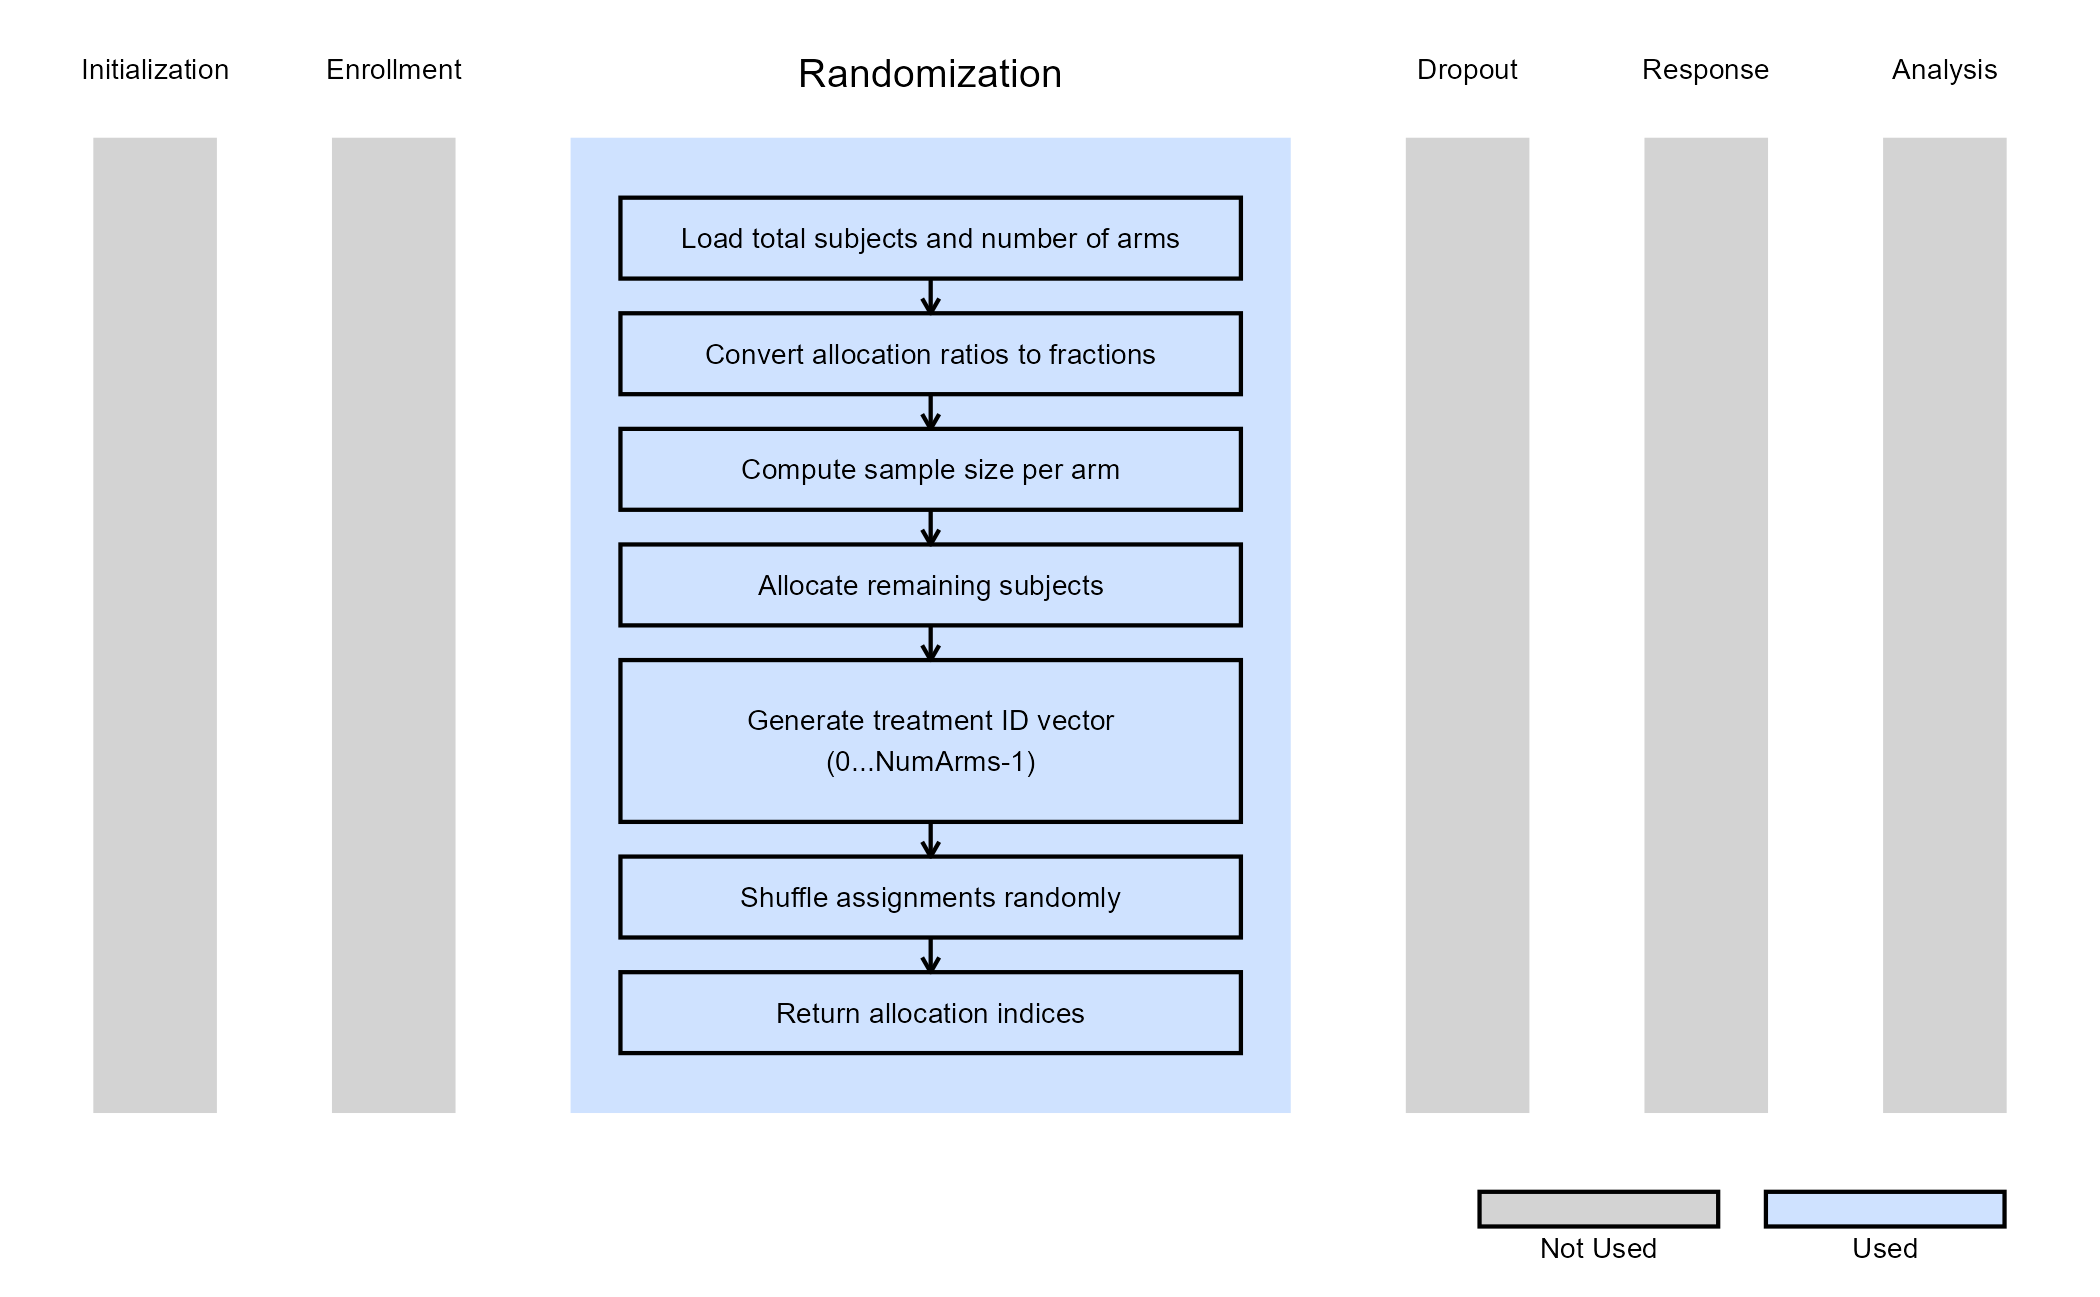 Initialization
Enrollment
Randomization
Dropout
Response
Analysis
Load total subjects and number of arms
Convert allocation ratios to fractions
Compute sample size per arm
Allocate remaining subjects
Generate treatment ID vector
(0...NumArms-1)
Shuffle assignments randomly
Return allocation indices
Not Used
Used